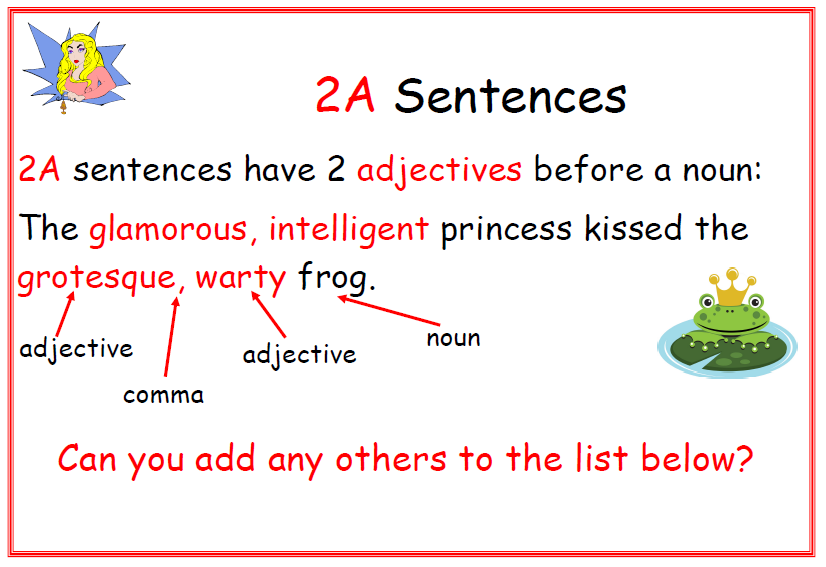 2A Sentences
2A sentences have 2 adjectives before a noun:
The glamorous, intelligent princess kissed the
grotesque, warty frog.
adjective
comma
adjective
noun
Can you add any others to the list below?